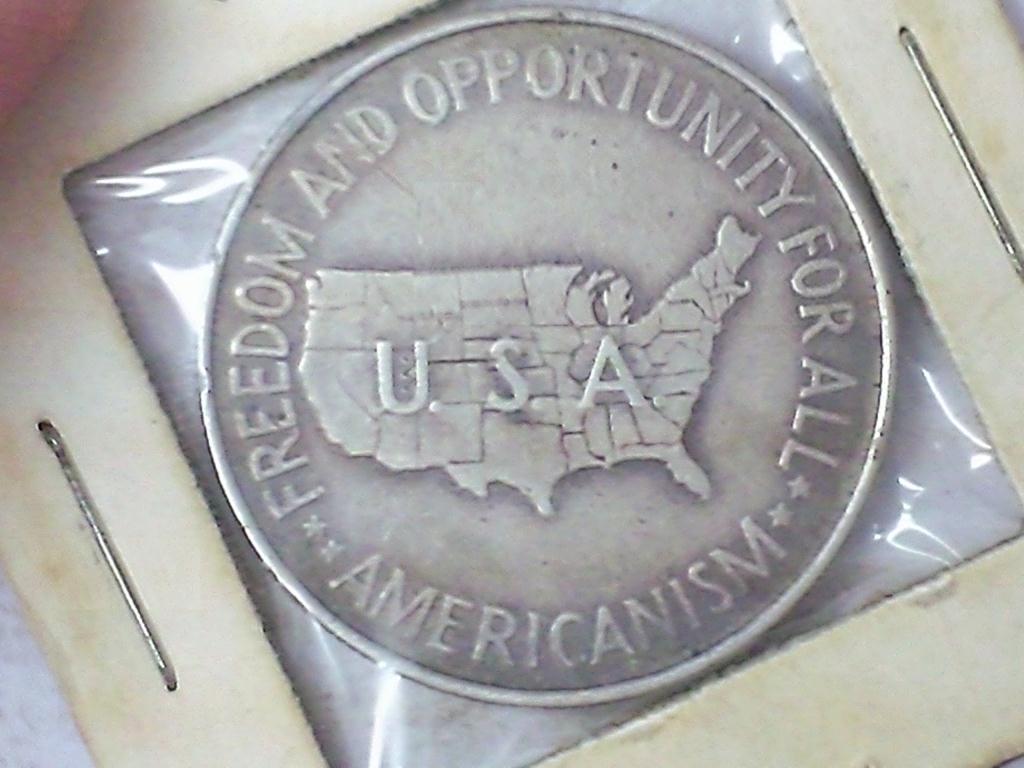 FREEDOM AND OPPORTUNITY FOR ALL
U.S.A.
AMERICANISM